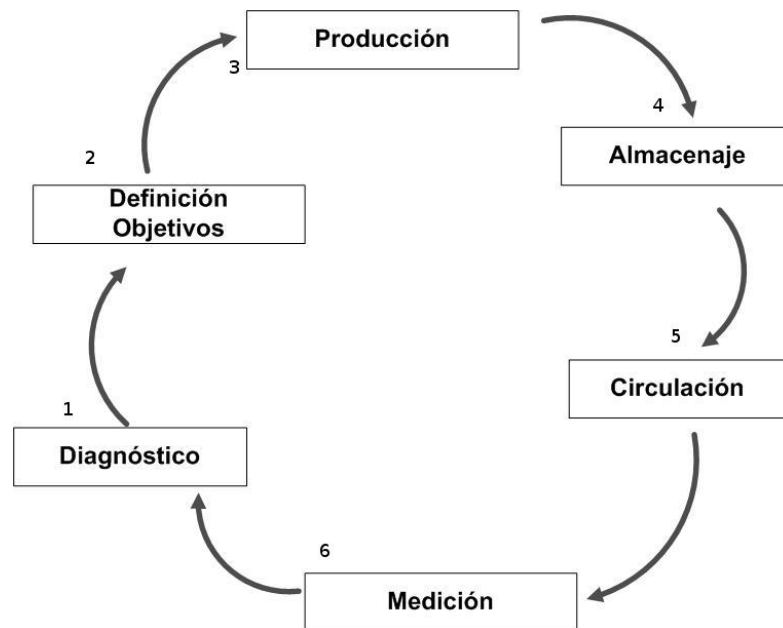 1
Diagnóstico
2
Definición
Objetivos
3
Producción
4
Almacenaje
5
Circulación
6
Medición